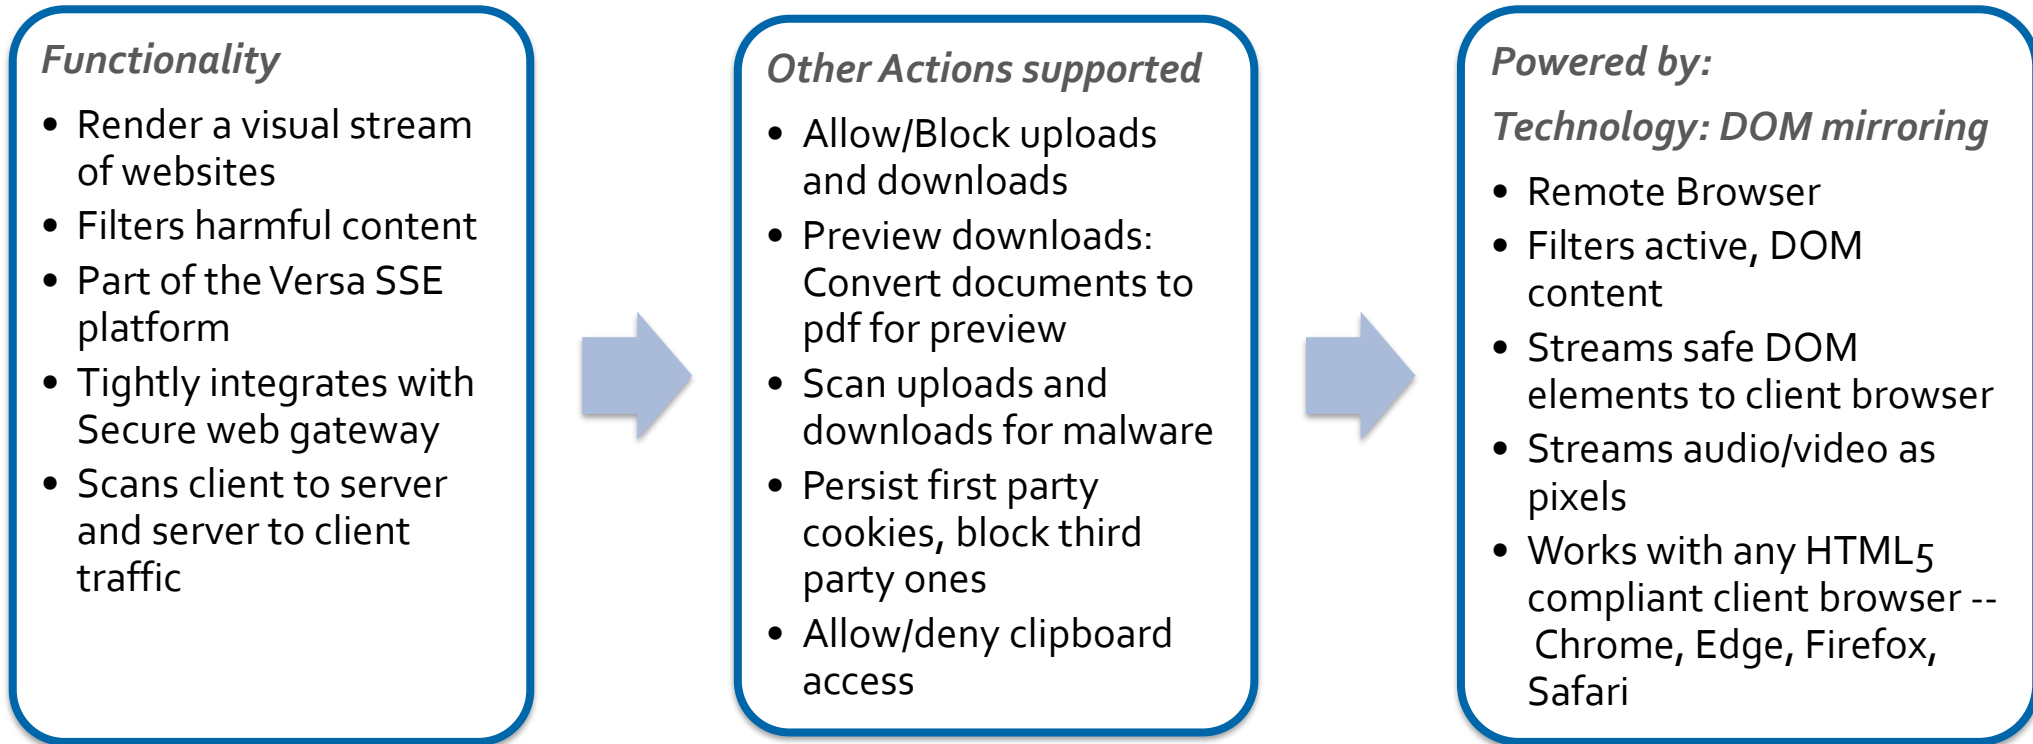 Functionality
• Render a visual stream
of websites
• Filters harmful content
• Part of the Versa SSE
platform
• Tightly integrates with
Secure web gateway
• Scans client to server
and server to client
traffic
Other Actions supported
• Allow/Block uploads
and downloads
• Preview downloads:
Convert documents to
pdf for preview
• Scan uploads and
downloads for malware
• Persist first party
cookies, block third
party ones
• Allow/deny clipboard
access
Powered by:
Technology: DOM mirroring
• Remote Browser
• Filters active, DOM
content
• Streams safe DOM
elements to client browser
• Streams audio/video as
pixels
• Works with any HTML5
compliant client browser --
Chrome, Edge, Firefox,
Safari